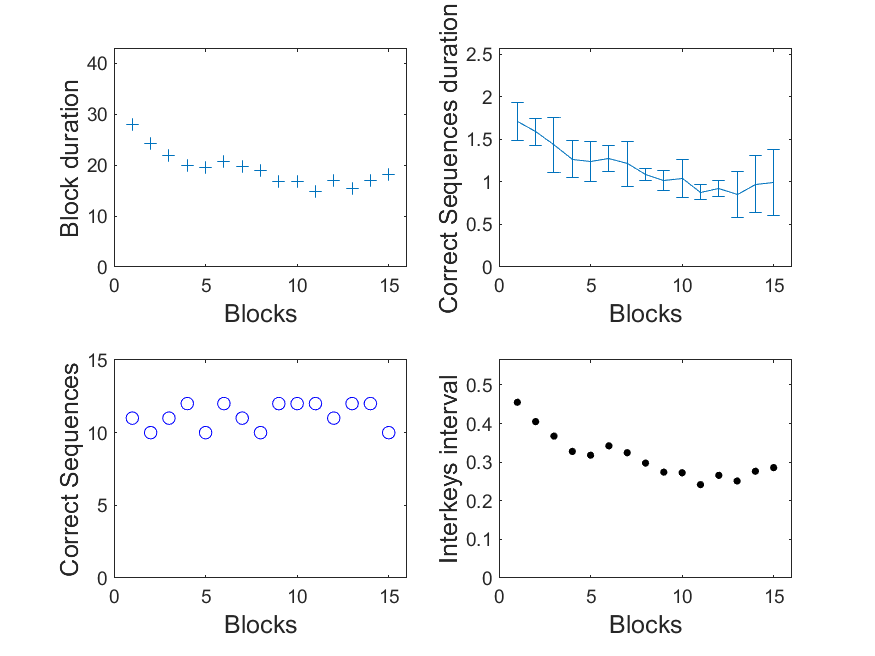 Block duration
40
30
20
10
0
0 5 10 15
Blocks
Correct Sequences duration
2.5
2
1.5
1
0.5
0
0 5 10 15
Blocks
Correct Sequences
15
10
5
0
0 5 10 15
Blocks
Interkeys interval
0.5
0.4
0.3
0.2
0.1
0
0 5 10 15
Blocks